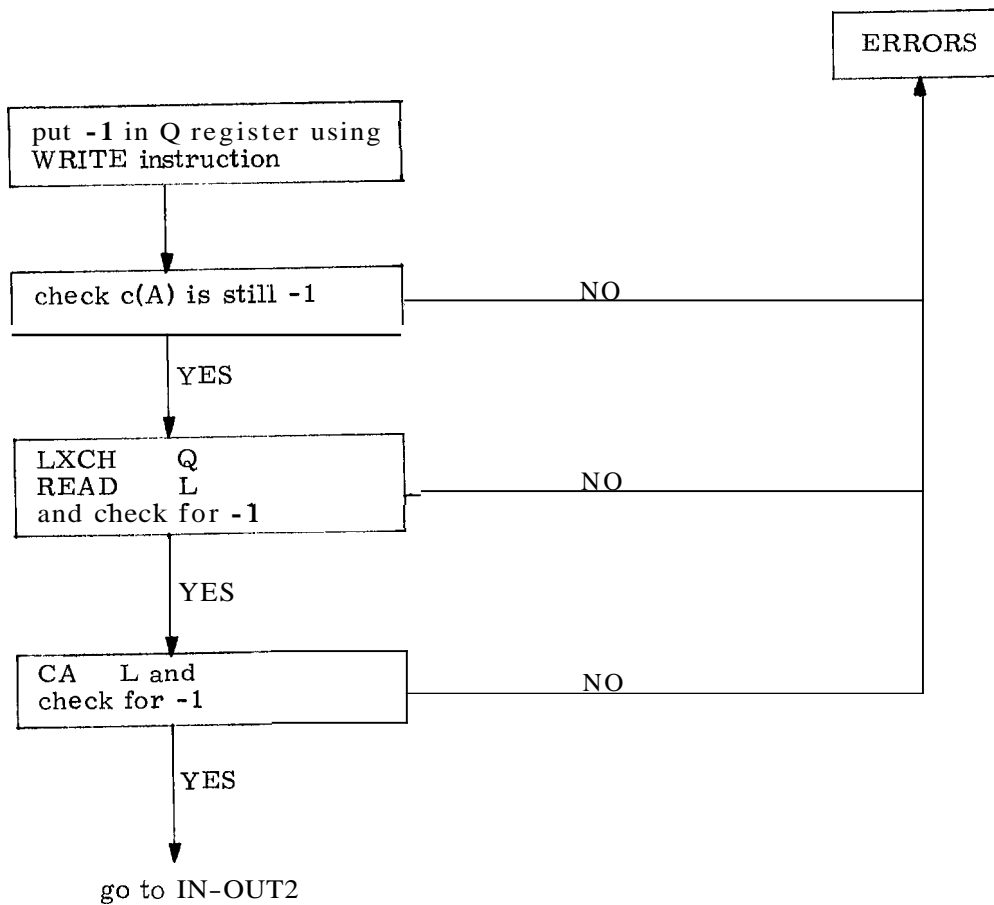 ERRORS
put -1 in Q register using
WRITE instruction
check c(A) is still -1
NO
YES
LXCH Q
READ L
and check for -1
NO
YES
CA L and
check for -1
NO
YES
go to IN-OUT2